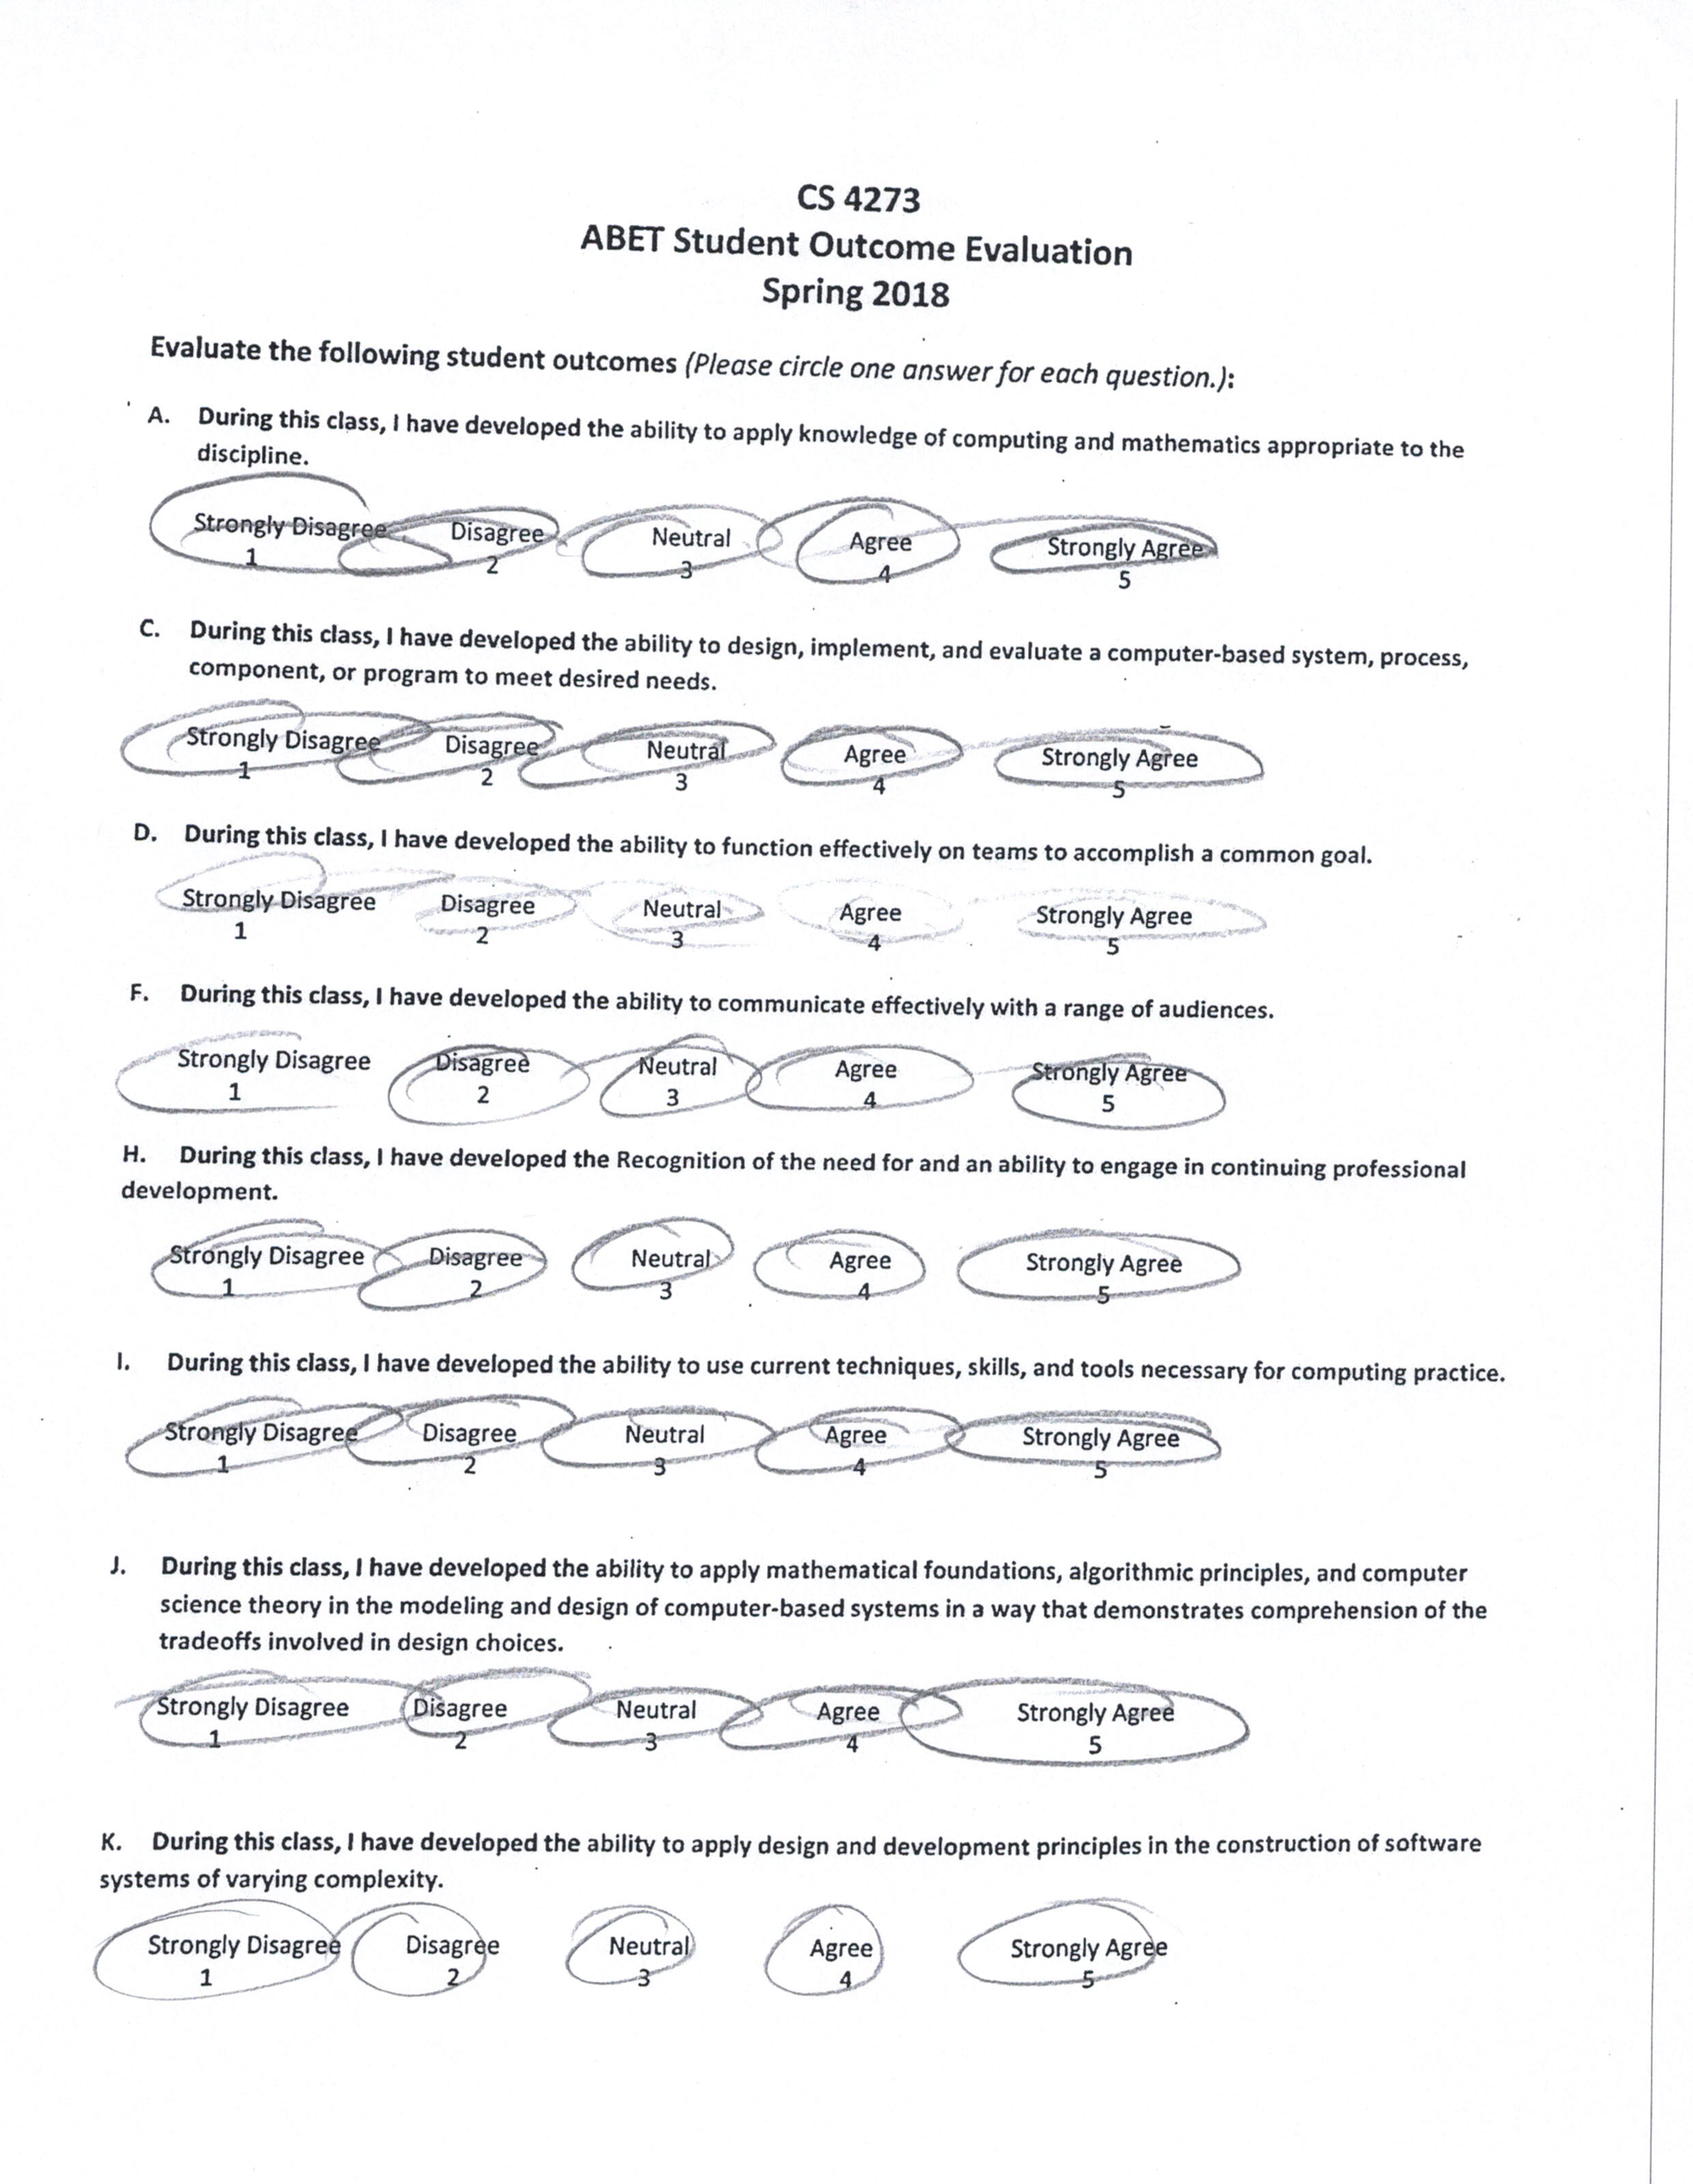 CS 4273
ABET Student Outcome Evaluation
Spring 2018
Evaluate the following student outcomes (Please circle one answer for each question.):
A. During this class, I have developed the ability to apply knowledge of computing and mathematics appropriate to the
discipline.
Strongly Disagree Disagree Neutral Agree Strongly Agree
1 2 3 4 5
C. During this class, I have developed the ability to design, implement, and evaluate a computer-based system, process,
component, or program to meet desired needs.
Strongly Disagree Disagree Neutral Agree Strongly Agree
1 2 3 4 5
D. During this class, I have developed the ability to function effectively on teams to accomplish a common goal.
Strongly Disagree Disagree Neutral Agree Strongly Agree
1 2 3 4 5
F. During this class, I have developed the ability to communicate effectively with a range of audiences.
Strongly Disagree Disagree Neutral Agree Strongly Agree
1 2 3 4 5
H. During this class, I have developed the Recognition of the need for and an ability to engage in continuing professional
development.
Strongly Disagree Disagree Neutral Agree Strongly Agree
1 2 3 4 5
I. During this class, I have developed the ability to use current techniques, skills, and tools necessary for computing practice.
Strongly Disagree Disagree Neutral Agree Strongly Agree
1 2 3 4 5
J. During this class, I have developed the ability to apply mathematical foundations, algorithmic principles, and computer
science theory in the modeling and design of computer-based systems in a way that demonstrates comprehension of the
tradeoffs involved in design choices.
Strongly Disagree Disagree Neutral Agree Strongly Agree
1 2 3 4 5
K. During this class, I have developed the ability to apply design and development principles in the construction of software
systems of varying complexity.
Strongly Disagree Disagree Neutral Agree Strongly Agree
1 2 3 4 5